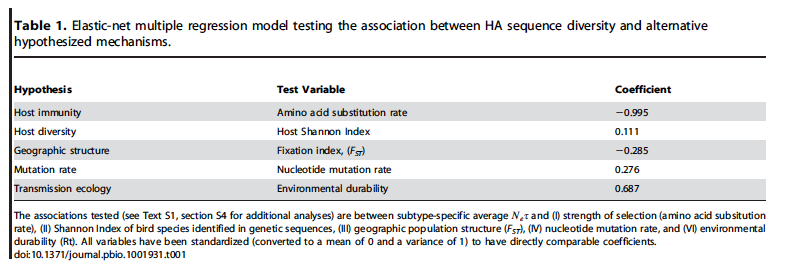 Table 1. Elastic-net multiple regression model testing the association between HA sequence diversity and alternative
hypothesized mechanisms.
Hypothesis Test Variable Coefficient
Host immunity Amino acid substitution rate −0.995
Host diversity Host Shannon Index 0.111
Geographic structure Fixation index, (FST) −0.285
Mutation rate Nucleotide mutation rate 0.276
Transmission ecology Environmental durability 0.687
The associations tested (see Text S1, section S4 for additional analyses) are between subtype-specific average Neτ and (I) strength of selection (amino acid subsitution
rate), (II) Shannon Index of bird species identified in genetic sequences, (III) geographic population structure (FST), (IV) nucleotide mutation rate, and (VI) environmental
durability (Rt). All variables have been standardized (converted to a mean of 0 and a variance of 1) to have directly comparable coefficients.
doi:10.1371/journal.pbio.1001931.t001